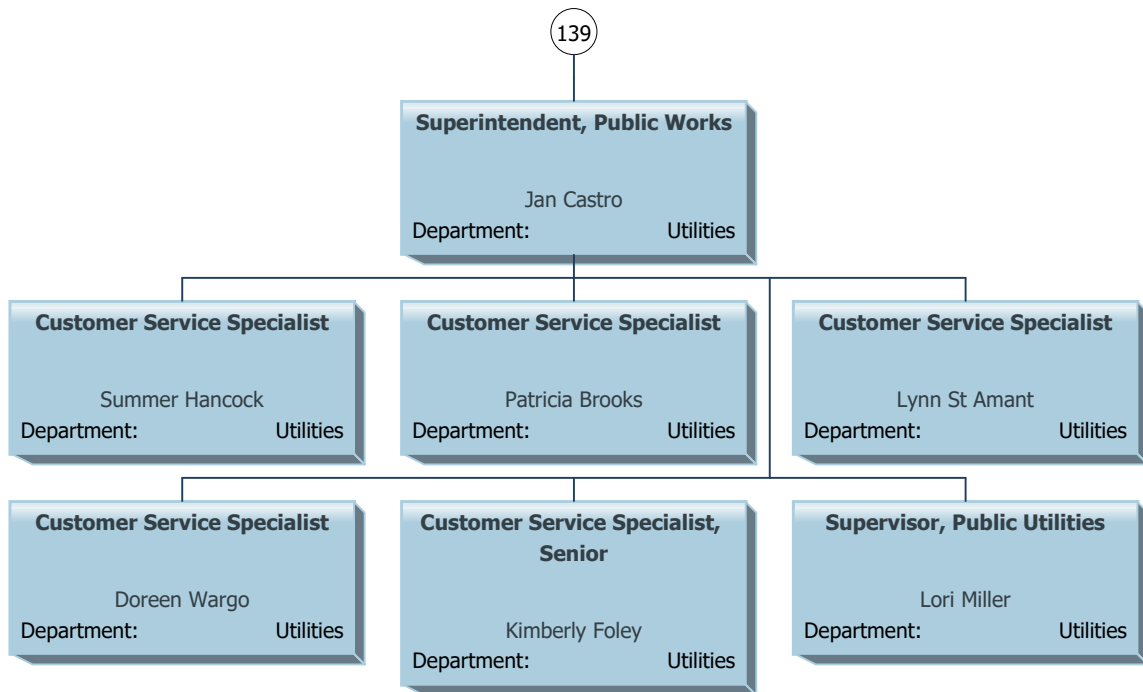 139
Superintendent, Public Works
Jan Castro
Department: Utilities
Customer Service Specialist
Summer Hancock
Department: Utilities
Customer Service Specialist
Patricia Brooks
Department: Utilities
Customer Service Specialist
Lynn St Amant
Department: Utilities
Customer Service Specialist
Doreen Wargo
Department: Utilities
Customer Service Specialist,
Senior
Kimberly Foley
Department: Utilities
Supervisor, Public Utilities
Lori Miller
Department: Utilities